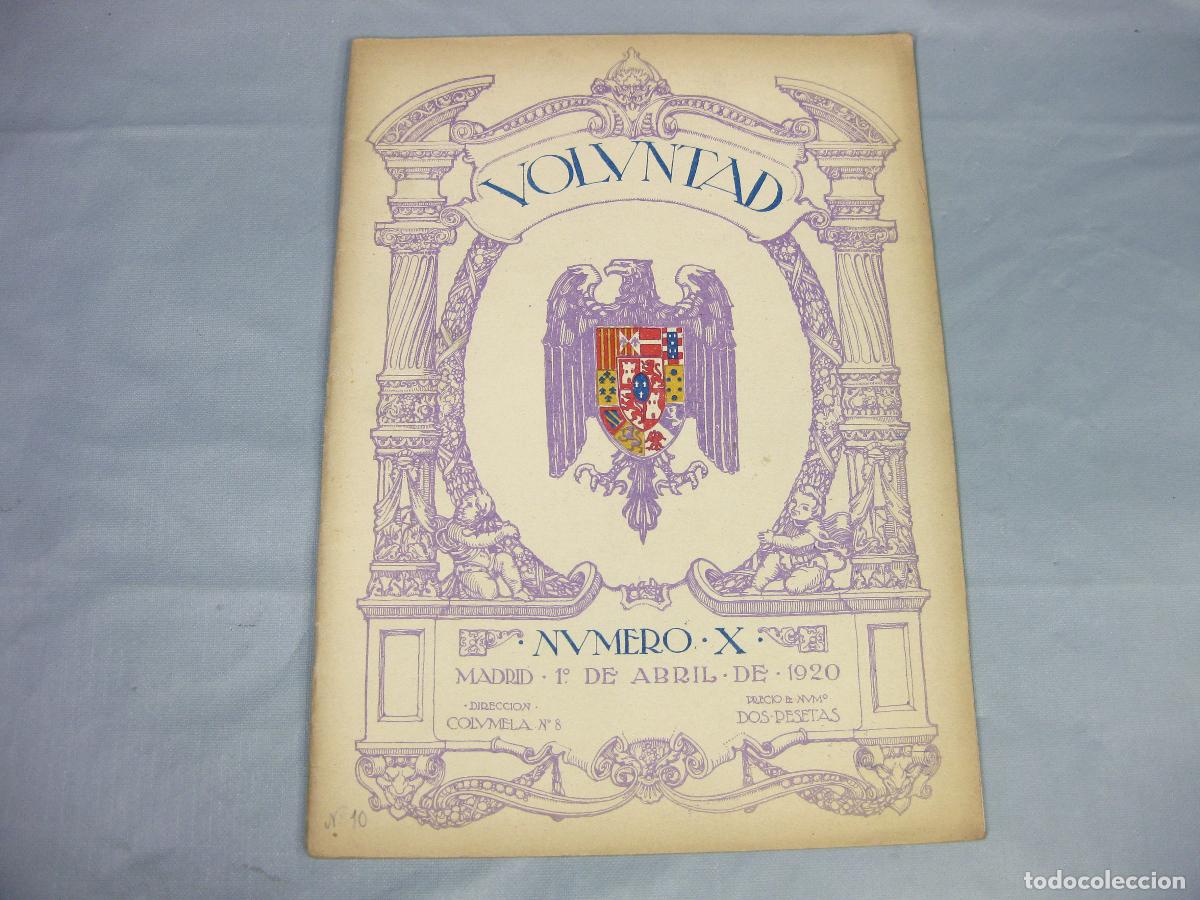 VOLVNTAD
· NVMERO · X ·
MADRID · 1º DE ABRIL · DE · 1920
· DIRECCION ·
COLVMELA Nº 8
PRECIO DE NVMº
DOS · PESETAS
Nº 10
todocoleccion